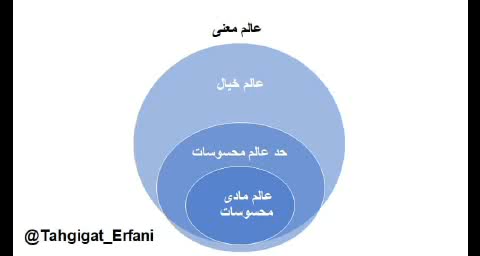 عالم معنی
عالم خیال
حد عالم محسوسات
عالم مادی
محسوسات
@Tahgigat_Erfani